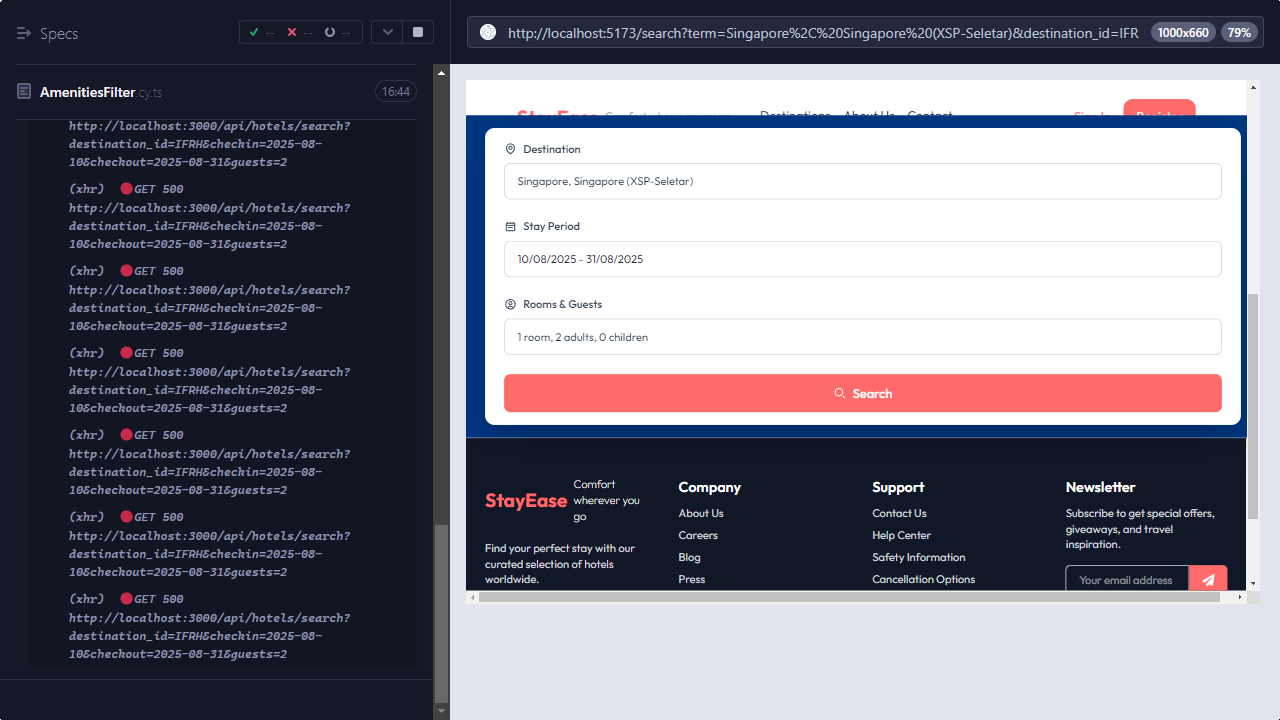 Specs
-- -- --
http://localhost:5173/search?term=Singapore%2C%20Singapore%20(XSP-Seletar)&destination_id=IFR
1000x660
79%
AmenitiesFilter.cy.ts
16:44
http://localhost:3000/api/hotels/search?
destination_id=IFRH&checkin=2025-08-
10&checkout=2025-08-31&guests=2
(xhr) GET 500
http://localhost:3000/api/hotels/search?
destination_id=IFRH&checkin=2025-08-
10&checkout=2025-08-31&guests=2
(xhr) GET 500
http://localhost:3000/api/hotels/search?
destination_id=IFRH&checkin=2025-08-
10&checkout=2025-08-31&guests=2
(xhr) GET 500
http://localhost:3000/api/hotels/search?
destination_id=IFRH&checkin=2025-08-
10&checkout=2025-08-31&guests=2
(xhr) GET 500
http://localhost:3000/api/hotels/search?
destination_id=IFRH&checkin=2025-08-
10&checkout=2025-08-31&guests=2
(xhr) GET 500
http://localhost:3000/api/hotels/search?
destination_id=IFRH&checkin=2025-08-
10&checkout=2025-08-31&guests=2
(xhr) GET 500
http://localhost:3000/api/hotels/search?
destination_id=IFRH&checkin=2025-08-
10&checkout=2025-08-31&guests=2
StayEase
Destinations About Us Contact
Register
Destination
Singapore, Singapore (XSP-Seletar)
Stay Period
10/08/2025 - 31/08/2025
Rooms & Guests
1 room, 2 adults, 0 children
Search
StayEase
Comfort
wherever you
go
Find your perfect stay with our
curated selection of hotels
worldwide.
Company
About Us
Careers
Blog
Press
Support
Contact Us
Help Center
Safety Information
Cancellation Options
Newsletter
Subscribe to get special offers,
giveaways, and travel
inspiration.
Your email address